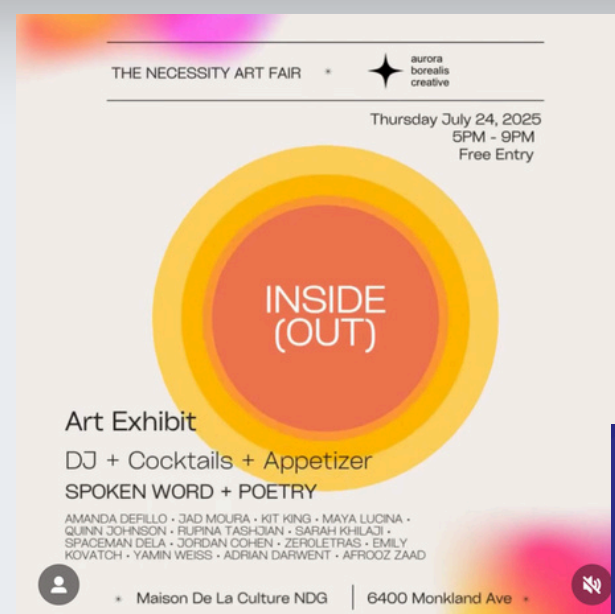 THE NECESSITY ART FAIR * aurora
borealis
creative
Thursday July 24, 2025
5PM - 9PM
Free Entry
INSIDE
(OUT)
Art Exhibit
DJ + Cocktails + Appetizer
SPOKEN WORD + POETRY
AMANDA DEFILLO • JAD MOURA • KIT KING • MAYA LUCINA •
QUINN JOHNSON • RUPINA TASHJIAN • SARAH KHILAJI •
SPACEMAN DELA • JORDAN COHEN • ZEROLETRAS • EMILY
KOVATCH • YAMIN WEISS • ADRIAN DARWENT • AFROOZ ZAAD
* Maison De La Culture NDG | 6400 Monkland Ave *